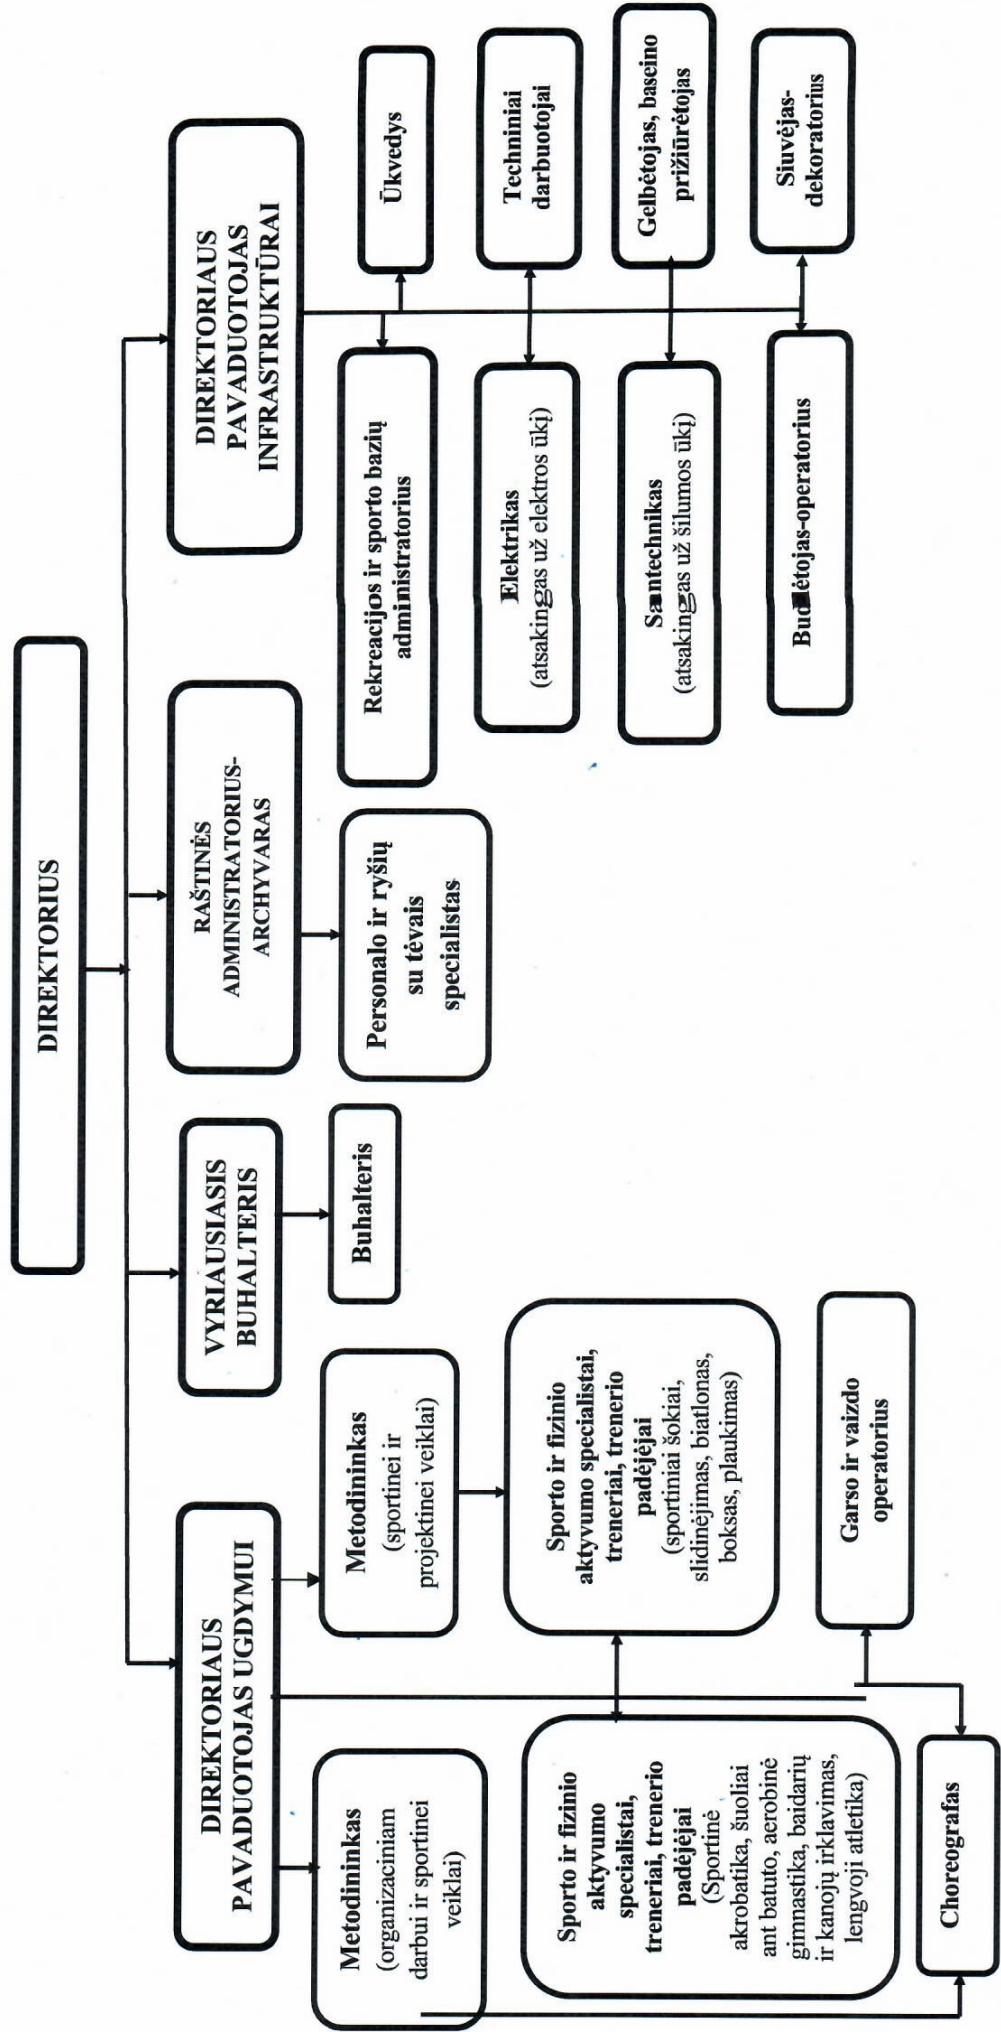 DIREKTORIUS
DIREKTORIAUS
PAVADUOTOJAS UGDYMUI
VYRIAUSIASIS
BUHALTERIS
RAŠTINĖS
ADMINISTRATORIUS-
ARCHYVARAS
DIREKTORIAUS
PAVADUOTOJAS
INFRASTRUKTŪRAI
Metodininkas
(organizaciniam
darbui ir sportinei
veiklai)
Metodininkas
(sportinei ir
projektinei veiklai)
Buhalteris
Personalo ir ryšių
su tėvais
specialistas
Rekreacijos ir sporto bazių
administratorius
Ūkvedys
Elektrikas
(atsakingas už elektros ūkį)
Techniniai
darbuotojai
Santechnikas
(atsakingas už šilumos ūkį)
Gelbėtojas, baseino
prižiūrėtojas
Budėtojas-operatorius
Siuvėjas-
dekoratorius
Sporto ir fizinio
aktyvumo
specialistai,
treneriai, trenerio
padėjėjai
(Sportinė
akrobatika, šuoliai
ant batuto, aerobinė
gimnastika, baidarių
ir kanojų irklavimas,
lengvoji atletika)
Sporto ir fizinio
aktyvumo specialistai,
treneriai, trenerio
padėjėjai
(sportiniai šokiai,
slidinėjimas, biatlonas,
boksas, plaukimas)
Choreografas
Garso ir vaizdo
operatorius